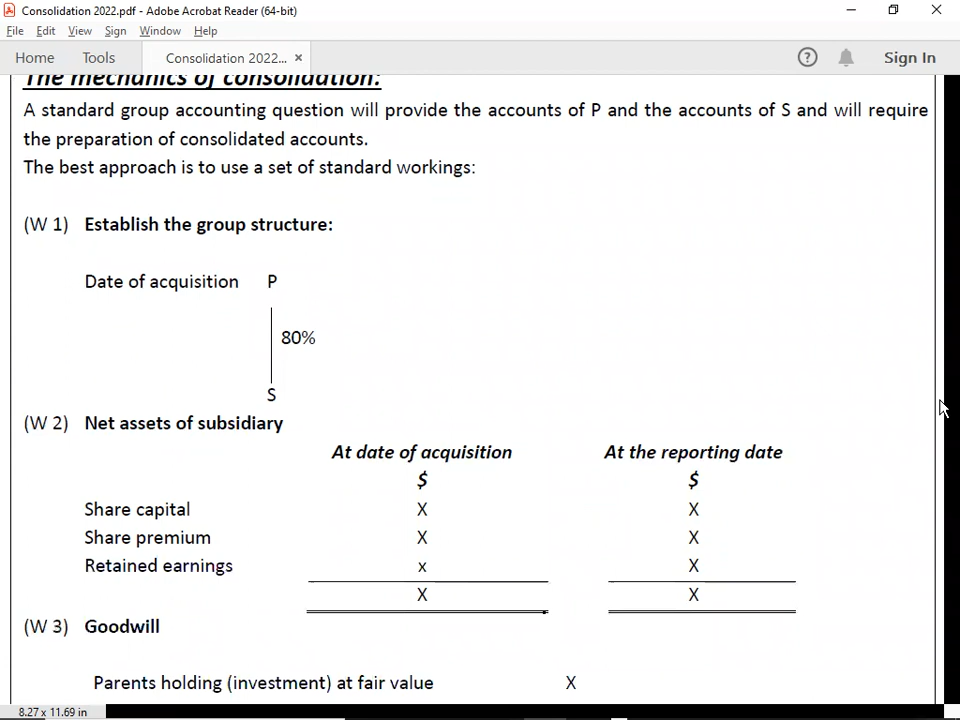 Consolidation 2022.pdf - Adobe Acrobat Reader (64-bit)
File Edit View Sign Window Help
Home Tools Consolidation 2022... × ? Sign In
The mechanics of consolidation:
A standard group accounting question will provide the accounts of P and the accounts of S and will require
the preparation of consolidated accounts.
The best approach is to use a set of standard workings:
(W 1) Establish the group structure:
Date of acquisition P
80%
S
(W 2) Net assets of subsidiary
At date of acquisition At the reporting date
$ $
Share capital X X
Share premium X X
Retained earnings x X
X X
(W 3) Goodwill
Parents holding (investment) at fair value X
8.27 x 11.69 in